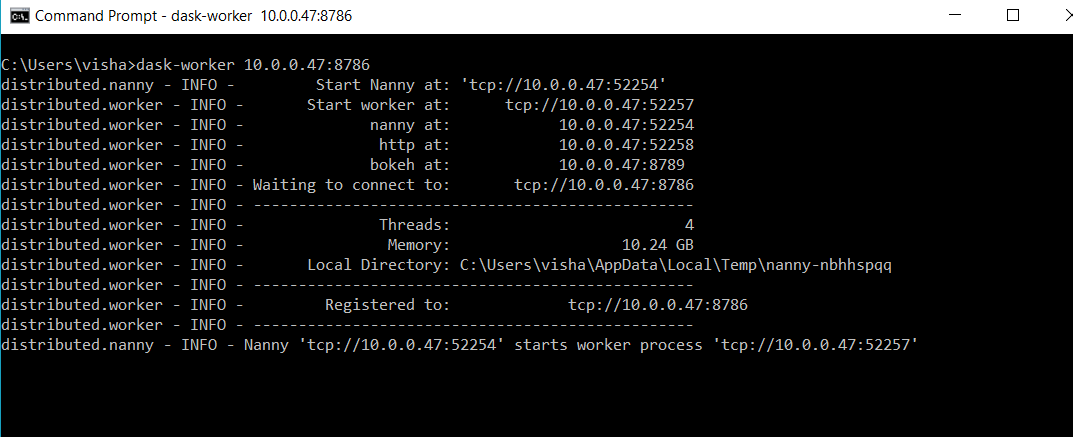 Command Prompt - dask-worker  10.0.0.47:8786
C:\Users\visha>dask-worker 10.0.0.47:8786
distributed.nanny - INFO -         Start Nanny at: 'tcp://10.0.0.47:52254'
distributed.worker - INFO -       Start worker at:      tcp://10.0.0.47:52257
distributed.worker - INFO -              nanny at:            10.0.0.47:52254
distributed.worker - INFO -               http at:            10.0.0.47:52258
distributed.worker - INFO -              bokeh at:            10.0.0.47:8789
distributed.worker - INFO - Waiting to connect to:       tcp://10.0.0.47:8786
distributed.worker - INFO - -------------------------------------------------
distributed.worker - INFO -               Threads:                          4
distributed.worker - INFO -                Memory:                   10.24 GB
distributed.worker - INFO -       Local Directory: C:\Users\visha\AppData\Local\Temp\nanny-nbhhspqq
distributed.worker - INFO - -------------------------------------------------
distributed.worker - INFO -         Registered to:             tcp://10.0.0.47:8786
distributed.worker - INFO - -------------------------------------------------
distributed.nanny - INFO - Nanny 'tcp://10.0.0.47:52254' starts worker process 'tcp://10.0.0.47:52257'